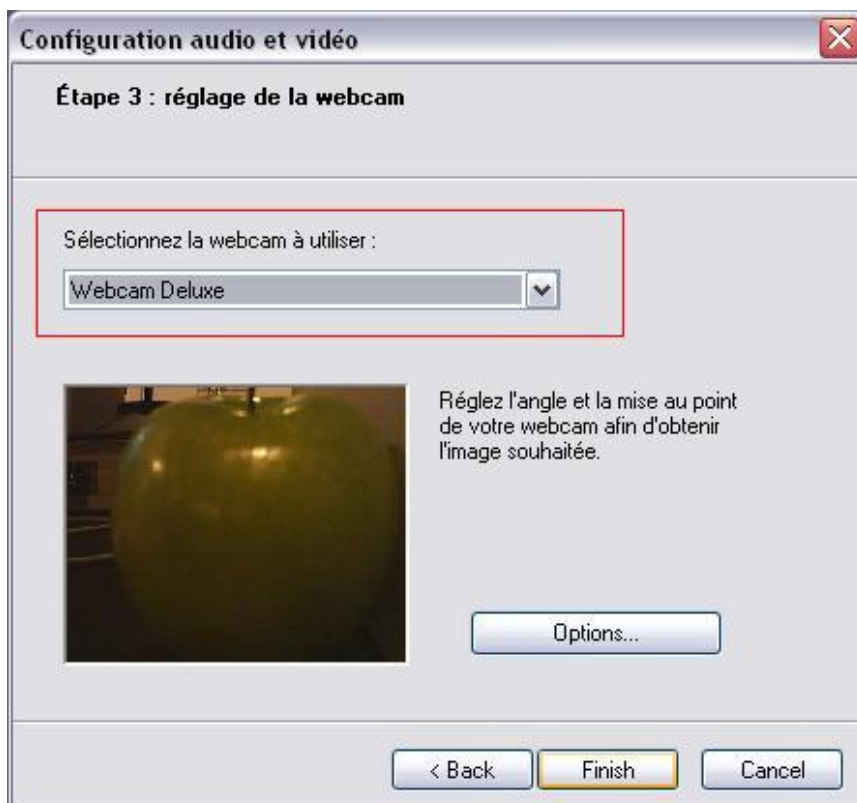 Configuration audio et vidéo
Étape 3 : réglage de la webcam
Sélectionnez la webcam à utiliser :
Webcam Deluxe
Réglez l'angle et la mise au point
de votre webcam afin d'obtenir
l'image souhaitée.
Options...
< Back
Finish
Cancel